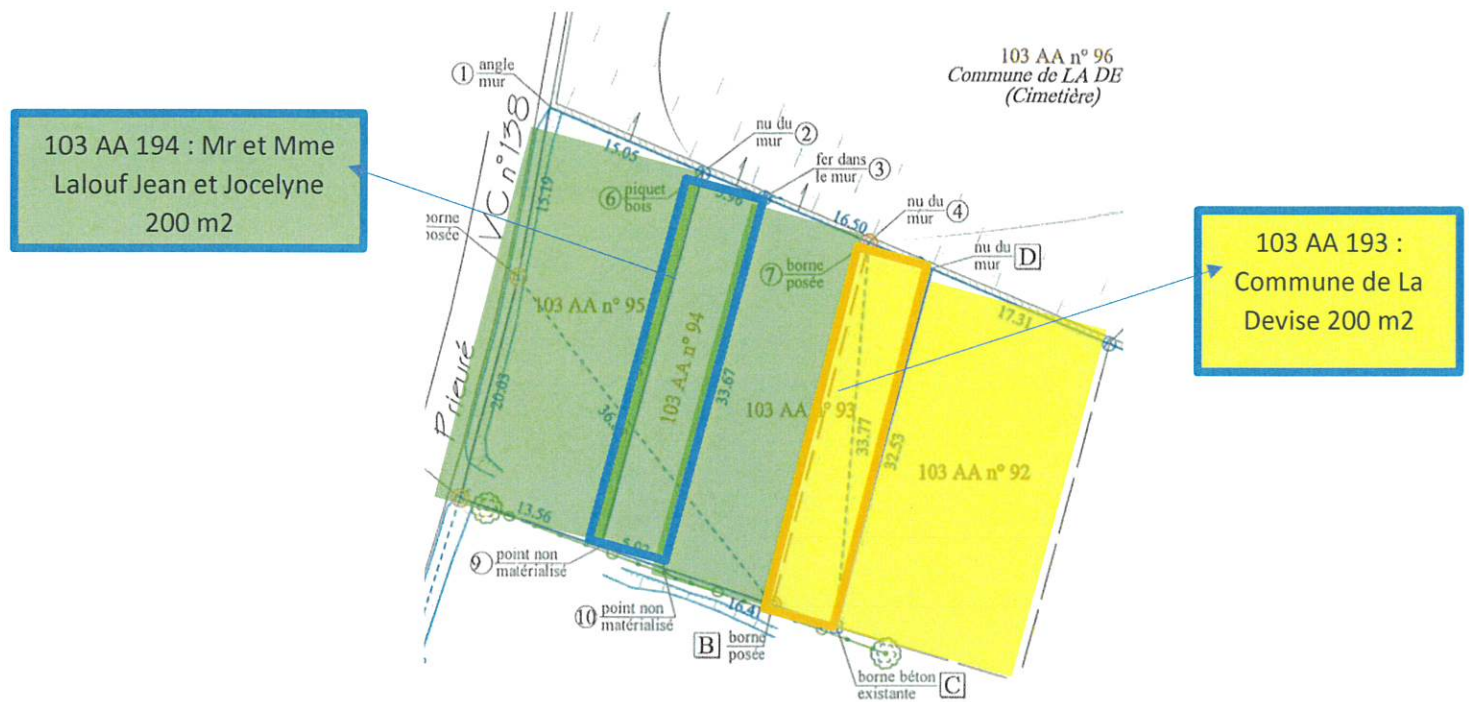 103 AA n° 96
Commune de LA DE
(Cimetière)
① angle
mur
VC n°138
103 AA 194 : Mr et Mme
Lalouf Jean et Jocelyne
200 m2
15.05
nu du ②
mur
fer dans ③
le mur
⑥ piquet
bois
5.96
15.19
16.50
nu du ④
mur
nu du D
mur
103 AA 193 :
Commune de La
Devise 200 m2
borne
posée
⑦ borne
posée
103 AA n° 95
17.31
103 AA n° 94
33.67
103 AA n° 93
33.77
32.53
20.03
Prieuré
103 AA n° 92
13.56
⑨ point non
matérialisé
⑩ point non
matérialisé
16.41
B borne
posée
borne béton C
existante